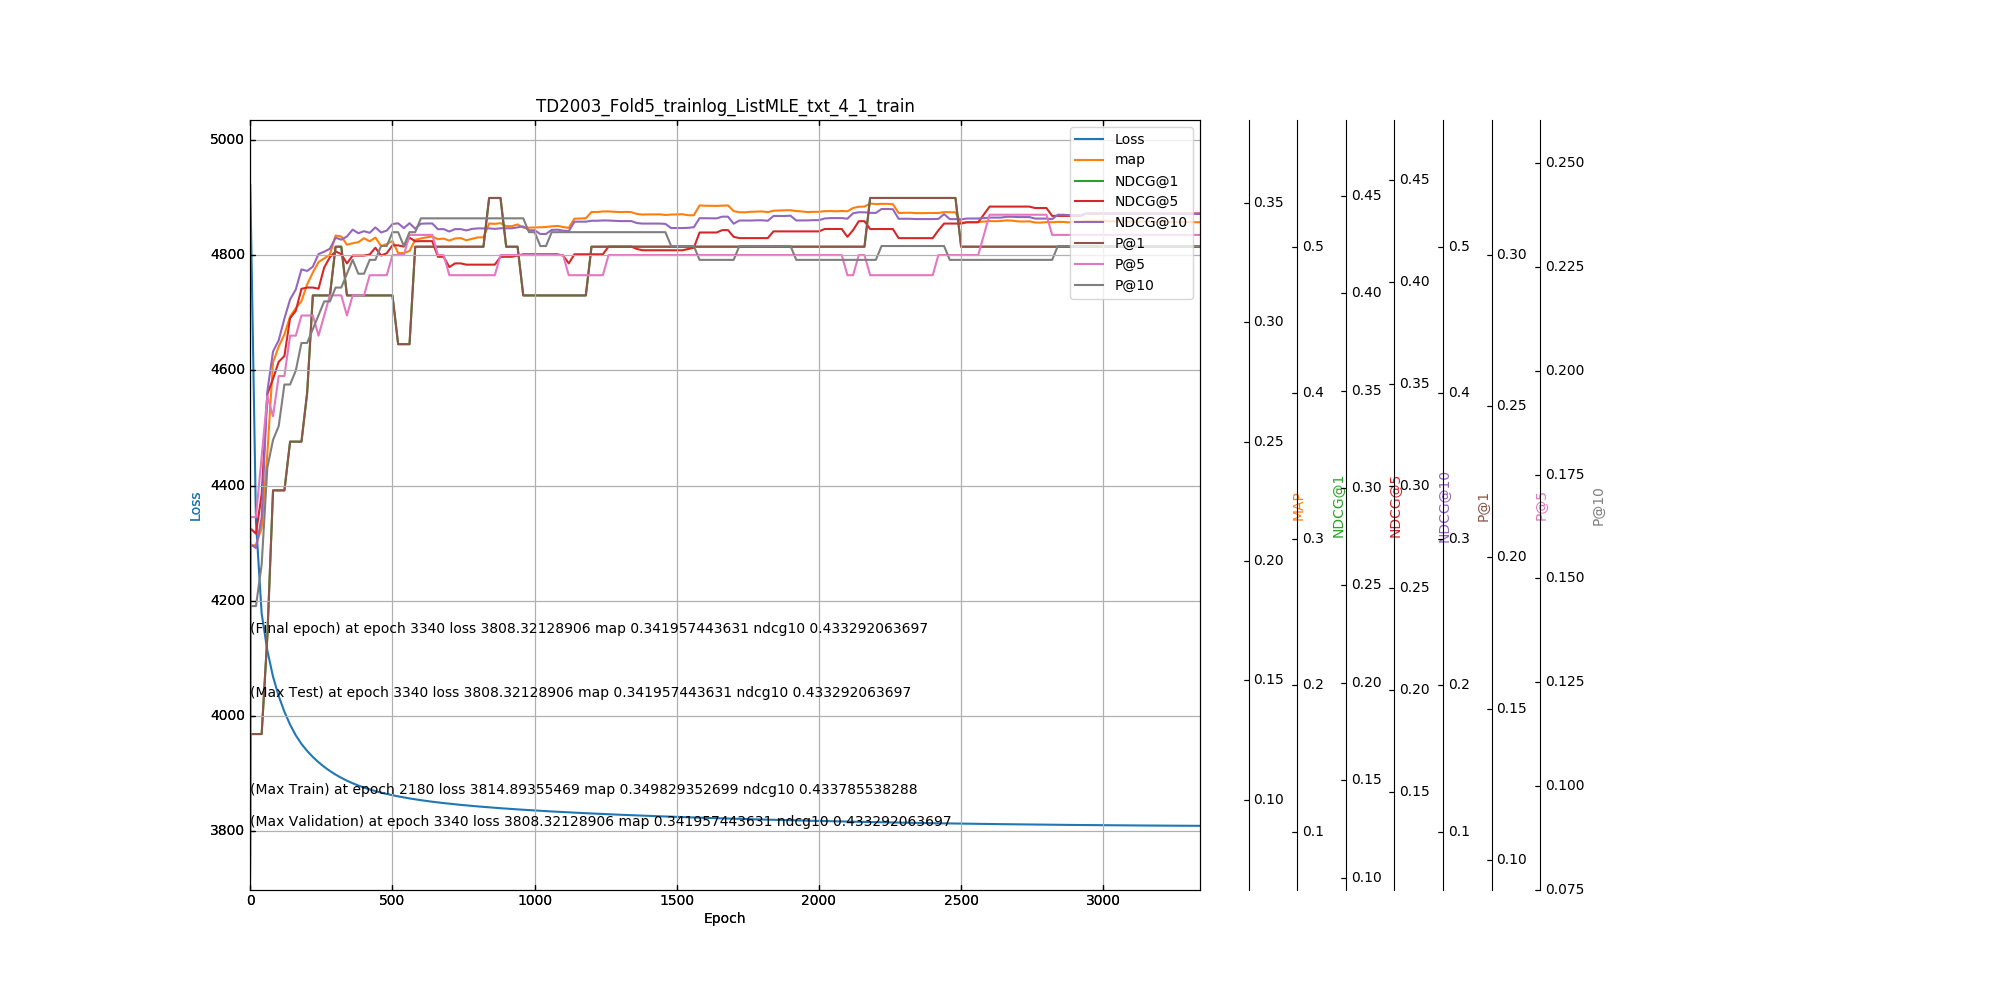 TD2003_Fold5_trainlog_ListMLE_txt_4_1_train
Loss
map
NDCG@1
NDCG@5
NDCG@10
P@1
P@5
P@10
5000
4800
4600
4400
4200
4000
3800
Loss
(Final epoch) at epoch 3340 loss 3808.32128906 map 0.341957443631 ndcg10 0.433292063697
(Max Test) at epoch 3340 loss 3808.32128906 map 0.341957443631 ndcg10 0.433292063697
(Max Train) at epoch 2180 loss 3814.89355469 map 0.349829352699 ndcg10 0.433785538288
(Max Validation) at epoch 3340 loss 3808.32128906 map 0.341957443631 ndcg10 0.433292063697
0 500 1000 1500 2000 2500 3000
Epoch
0.35
0.30
0.25
0.20
0.15
0.10
MAP
0.5
0.4
0.3
0.2
0.1
NDCG@1
0.45
0.40
0.35
0.30
0.25
0.20
0.15
0.10
NDCG@5
0.45
0.40
0.35
0.30
0.25
0.20
0.15
NDCG@10
0.5
0.4
0.3
0.2
0.1
P@1
0.30
0.25
0.20
0.15
0.10
P@5
0.250
0.225
0.200
0.175
0.150
0.125
0.100
0.075
P@10